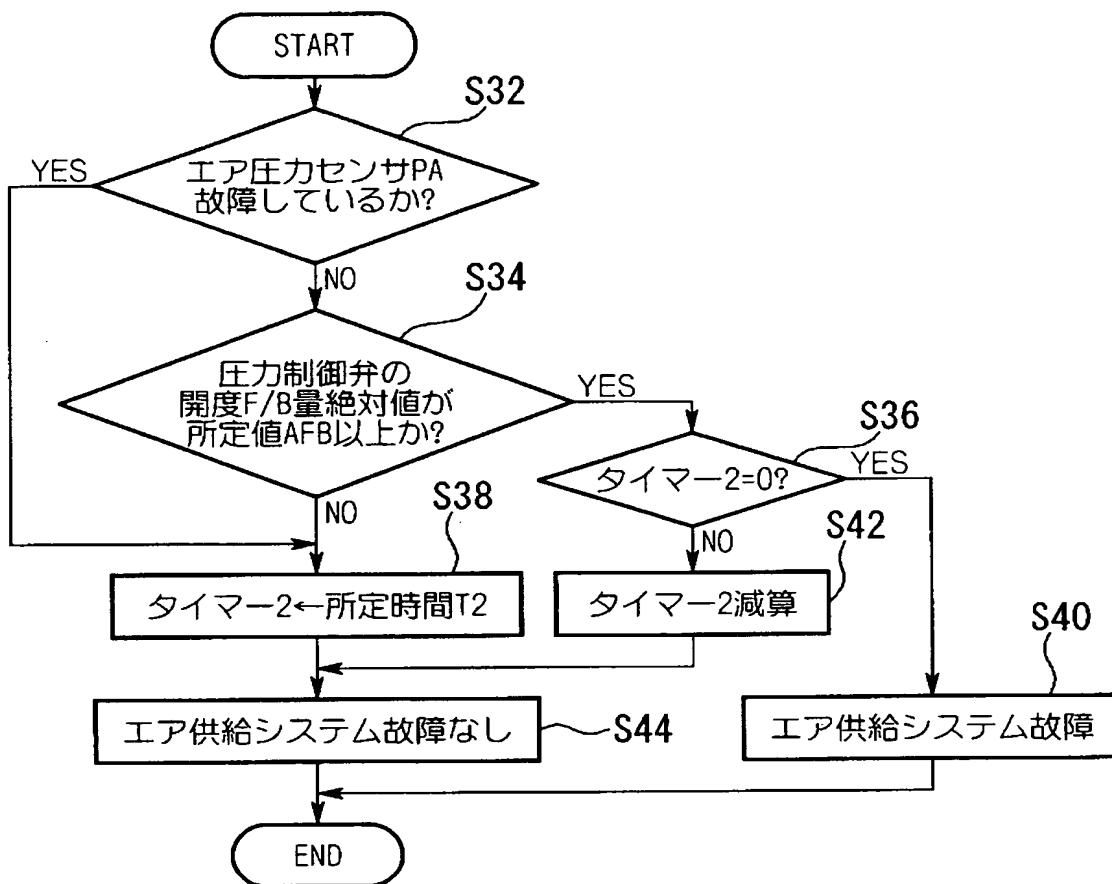 START
S32
エア圧力センサPA
故障しているか?
YES
NO
S34
圧力制御弁の
開度F/B量絶対値が
所定値AFB以上か?
YES
NO
S36
タイマー2=0?
YES
NO
S38
タイマー2←所定時間T2
S42
タイマー2減算
S40
エア供給システム故障なし
S44
エア供給システム故障
END